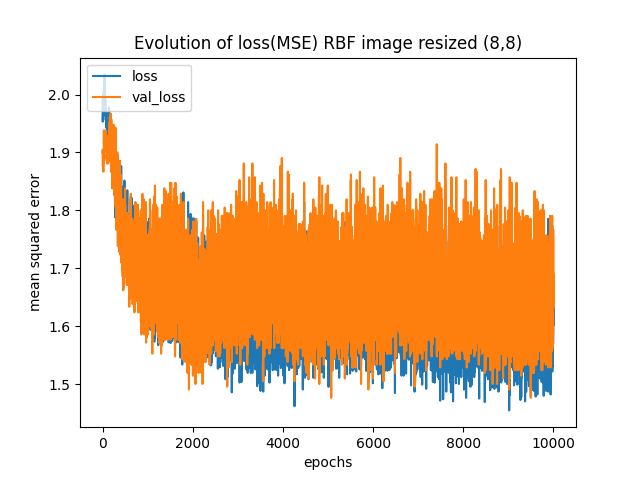 Evolution of loss(MSE) RBF image resized (8,8)
loss
val_loss
2.0
1.9
1.8
1.7
1.6
1.5
mean squared error
0
2000
4000
6000
8000
10000
epochs